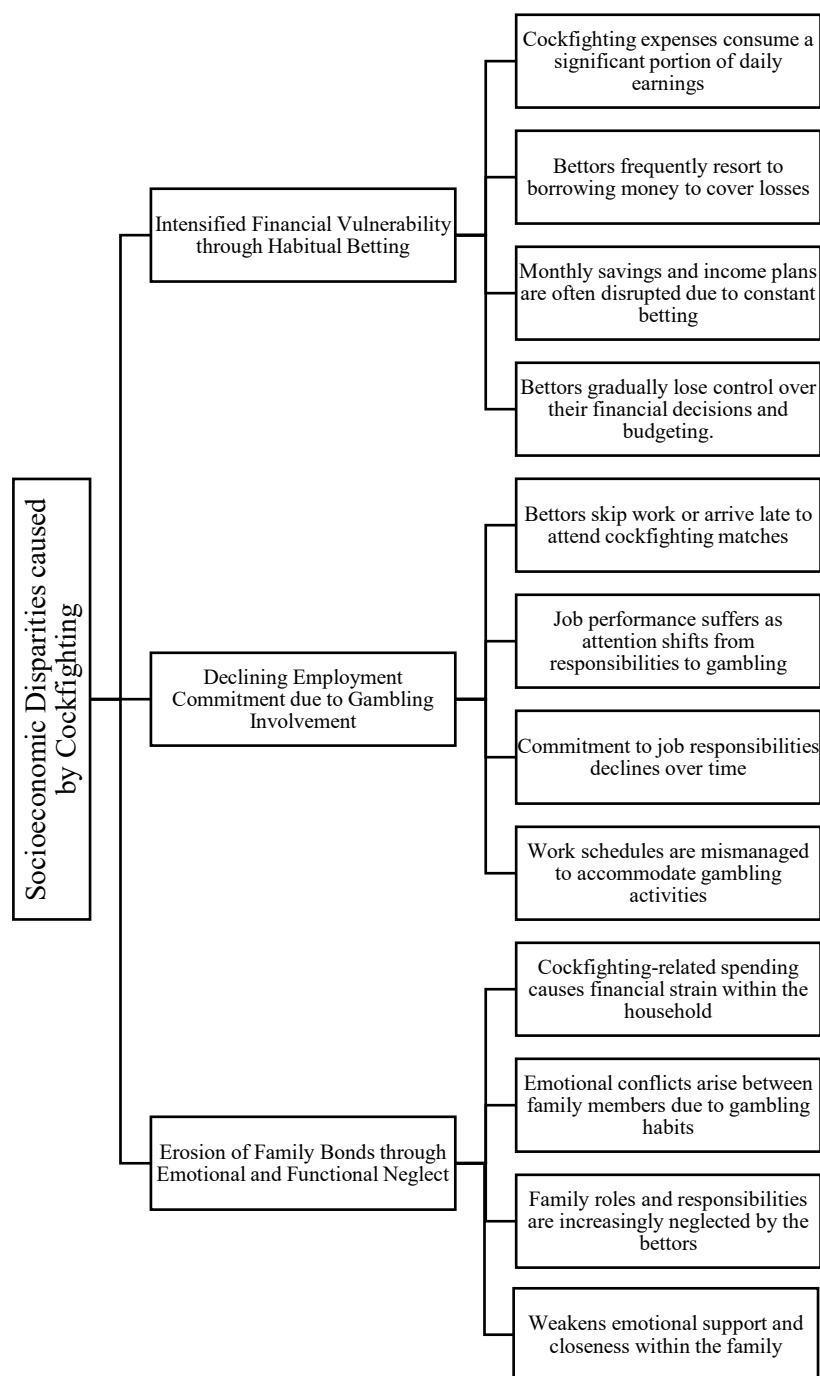 Socioeconomic Disparities caused
by Cockfighting
Intensified Financial Vulnerability
through Habitual Betting
Cockfighting expenses consume a
significant portion of daily
earnings
Bettors frequently resort to
borrowing money to cover losses
Monthly savings and income plans
are often disrupted due to constant
betting
Bettors gradually lose control over
their financial decisions and
budgeting.
Declining Employment
Commitment due to Gambling
Involvement
Bettors skip work or arrive late to
attend cockfighting matches
Job performance suffers as
attention shifts from
responsibilities to gambling
Commitment to job responsibilities
declines over time
Work schedules are mismanaged
to accommodate gambling
activities
Erosion of Family Bonds through
Emotional and Functional Neglect
Cockfighting-related spending
causes financial strain within the
household
Emotional conflicts arise between
family members due to gambling
habits
Family roles and responsibilities
are increasingly neglected by the
bettors
Weakens emotional support and
closeness within the family